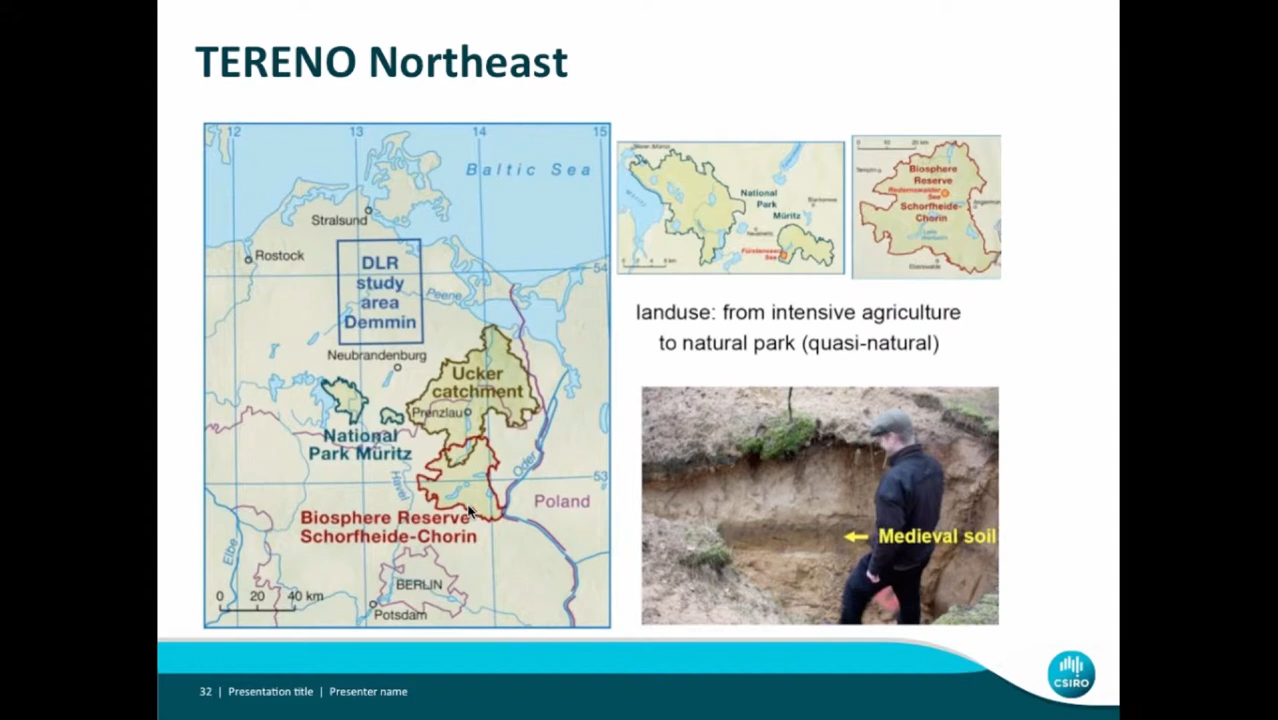 TERENO Northeast
12 13 14 15
Baltic Sea
Stralsund
Rostock
DLR
study
area
Demmin
54
Peene
Neubrandenburg
Ucker
catchment
Prenzlau
National
Park Müritz
Havel
Oder
53
Poland
Biosphere Reserve
Schorfheide-Chorin
Elbe
BERLIN
0 20 40 km
Potsdam
National
Park
Müritz
Biosphere
Reserve
Schorfheide-
Chorin
landuse: from intensive agriculture
to natural park (quasi-natural)
Medieval soil
32 | Presentation title | Presenter name
CSIRO